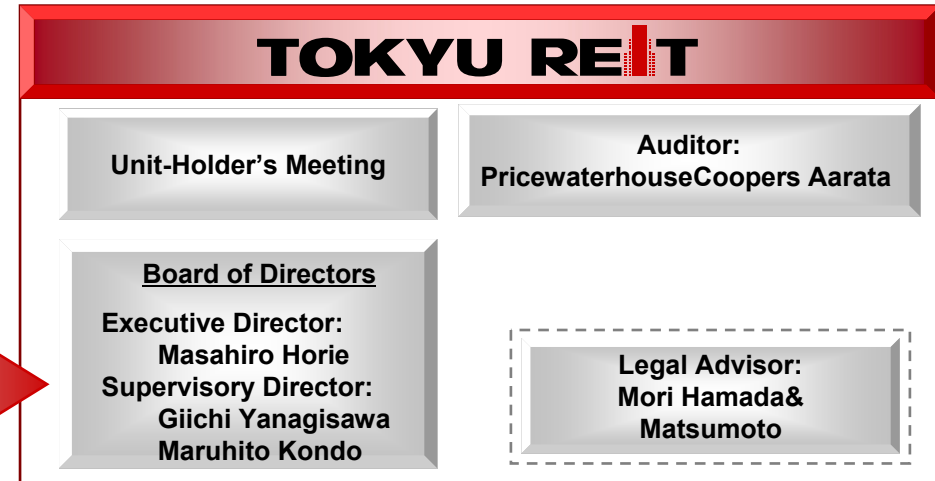 TOKYU REIT
Unit-Holder's Meeting
Auditor:
PricewaterhouseCoopers Aarata
Board of Directors
Executive Director:
Masahiro Horie
Supervisory Director:
Giichi Yanagisawa
Maruhito Kondo
Legal Advisor:
Mori Hamada&
Matsumoto